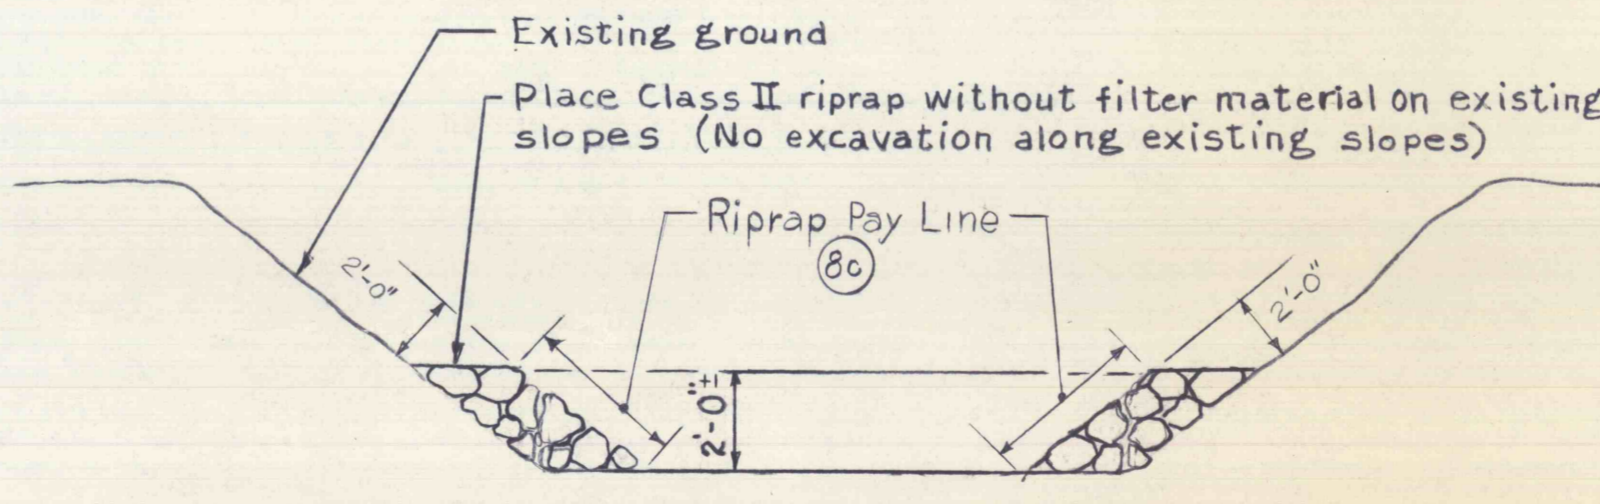 Existing ground
Place Class II riprap without filter material on existing
slopes (No excavation along existing slopes)
Riprap Pay Line
8c
2'-0"
2'-0"
2'-0"±